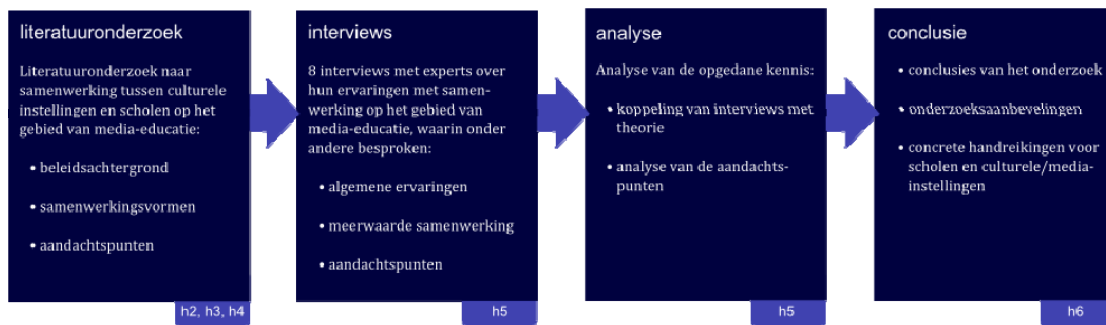 literatuuronderzoek
Literatuuronderzoek naar
samenwerking tussen culturele
instellingen en scholen op het
gebied van media-educatie:
• beleidsachtergrond
• samenwerkingsvormen
• aandachtspunten
h2, h3, h4
interviews
8 interviews met experts over
hun ervaringen met samen-
werking op het gebied van
media-educatie, waarin onder
andere besproken:
• algemene ervaringen
• meerwaarde samenwerking
• aandachtspunten
h5
analyse
Analyse van de opgedane kennis:
• koppeling van interviews met
theorie
• analyse van de aandachts-
punten
h5
conclusie
• conclusies van het onderzoek
• onderzoeksaanbevelingen
• concrete handreikingen voor
scholen en culturele/media-
instellingen
h6